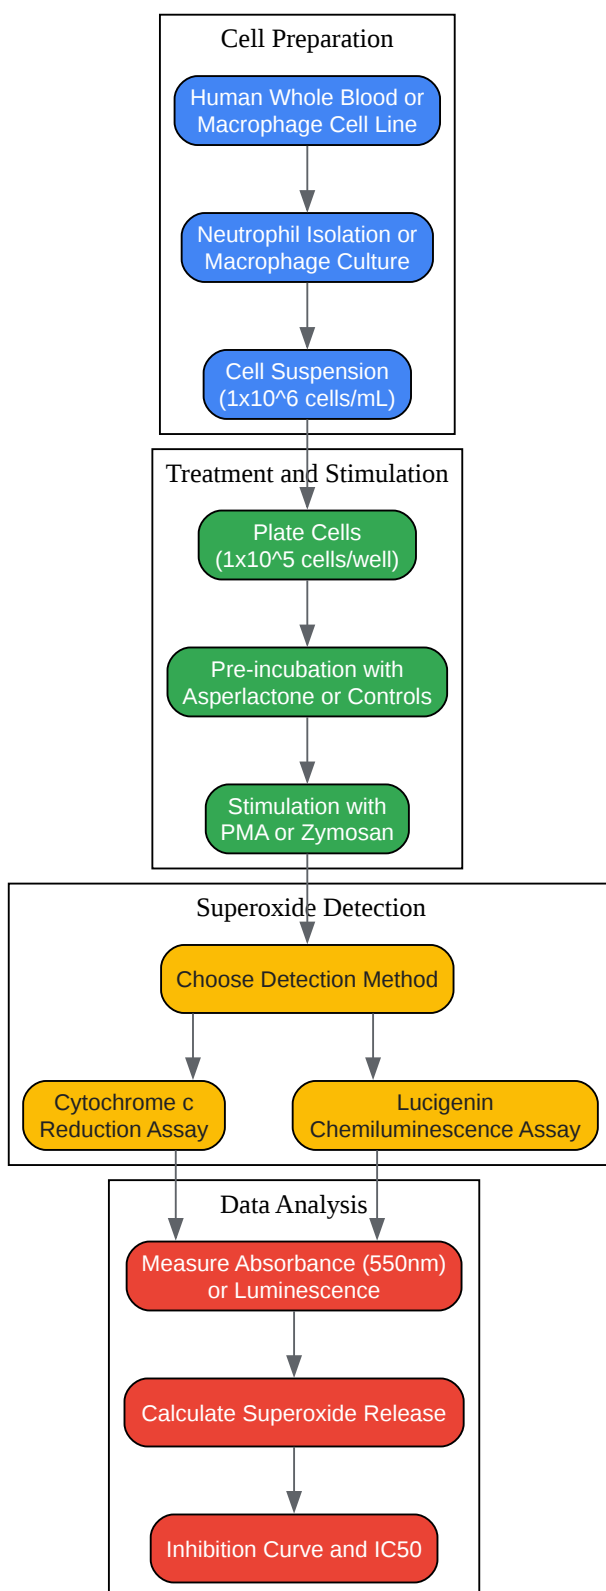 Cell Preparation
Human Whole Blood or
Macrophage Cell Line
Neutrophil Isolation or
Macrophage Culture
Cell Suspension
(1x10^6 cells/mL)
Treatment and Stimulation
Plate Cells
(1x10^5 cells/well)
Pre-incubation with
Asperlactone or Controls
Stimulation with
PMA or Zymosan
Superoxide Detection
Choose Detection Method
Cytochrome c
Reduction Assay
Lucigenin
Chemiluminescence Assay
Data Analysis
Measure Absorbance (550nm)
or Luminescence
Calculate Superoxide Release
Inhibition Curve and IC50